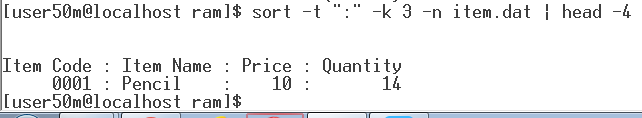 [user50m@localhost ram]$ sort -t ":" -k 3 -n item.dat | head -4
Item Code : Item Name : Price : Quantity
0001 : Pencil : 10 : 14
[user50m@localhost ram]$